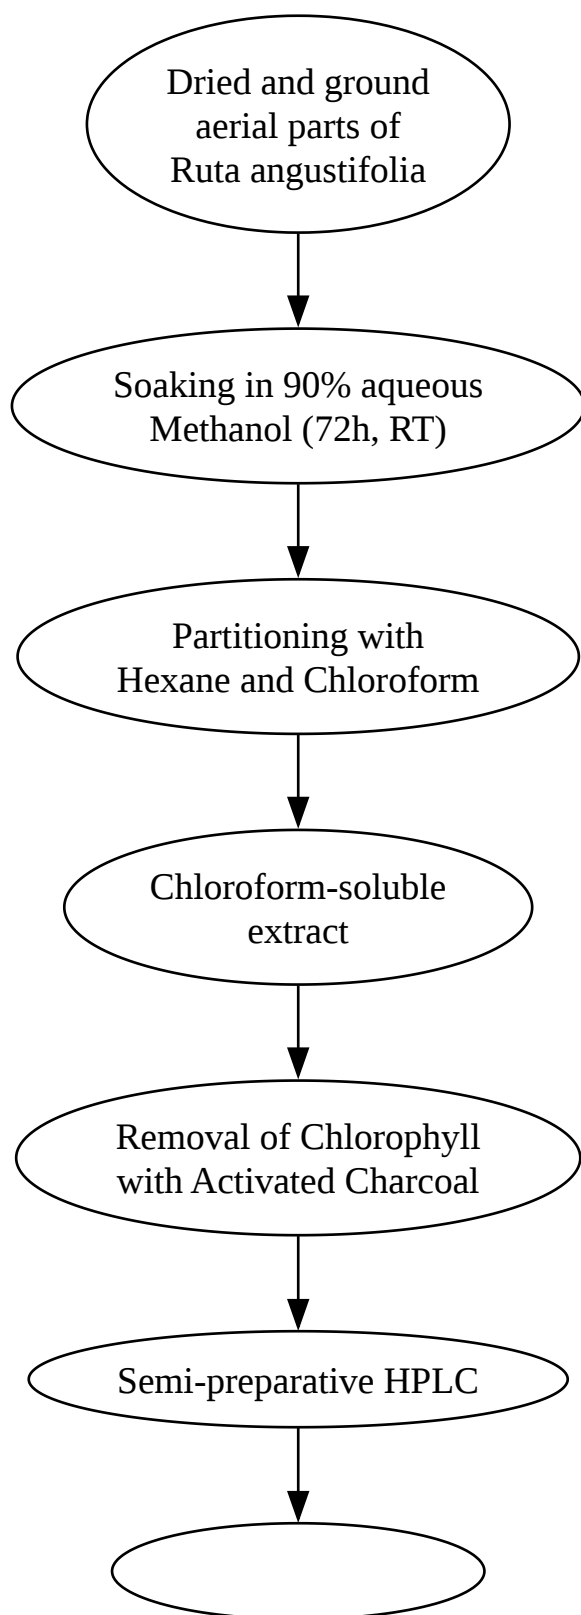 Dried and ground
aerial parts of
Ruta angustifolia
Soaking in 90% aqueous
Methanol (72h, RT)
Partitioning with
Hexane and Chloroform
Chloroform-soluble
extract
Removal of Chlorophyll
with Activated Charcoal
Semi-preparative HPLC